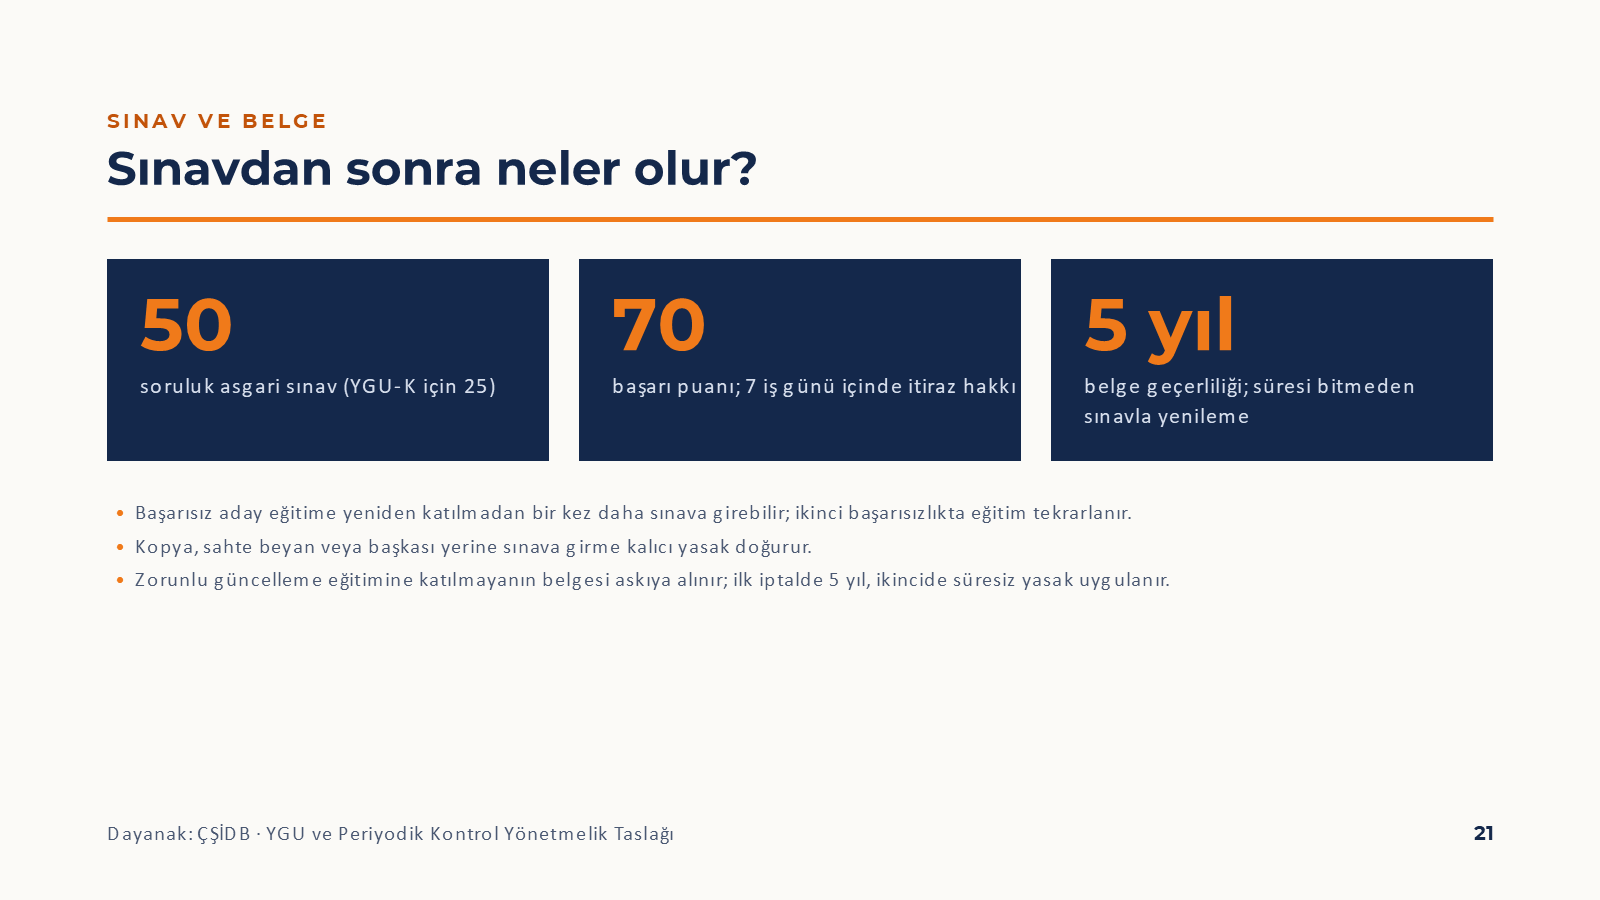 SINAV VE BELGE
Sınavdan sonra neler olur?
50
soruluk asgari sınav (YGU-K için 25)
70
başarı puanı; 7 iş günü içinde itiraz hakkı
5 yıl
belge geçerliliği; süresi bitmeden
sınavla yenileme
• Başarısız aday eğitime yeniden katılmadan bir kez daha sınava girebilir; ikinci başarısızlıkta eğitim tekrarlanır.
• Kopya, sahte beyan veya başkası yerine sınava girme kalıcı yasak doğurur.
• Zorunlu güncelleme eğitimine katılmayanın belgesi askıya alınır; ilk iptalde 5 yıl, ikincide süresiz yasak uygulanır.
Dayanak: ÇŞİDB · YGU ve Periyodik Kontrol Yönetmelik Taslağı
21